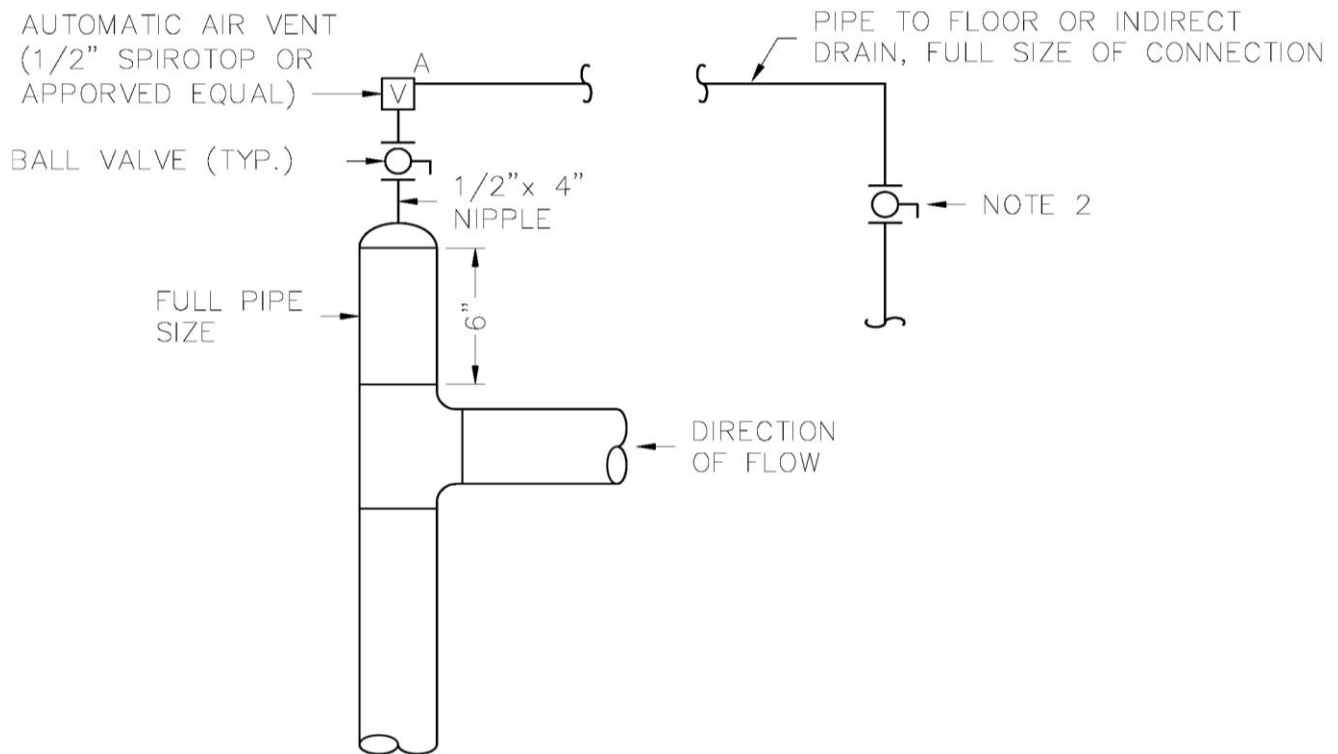 AUTOMATIC AIR VENT
(1/2" SPIROTOP OR
APPORVED EQUAL)
A
V
PIPE TO FLOOR OR INDIRECT
DRAIN, FULL SIZE OF CONNECTION
BALL VALVE (TYP.)
1/2"x 4"
NIPPLE
NOTE 2
FULL PIPE
SIZE
6"
DIRECTION
OF FLOW